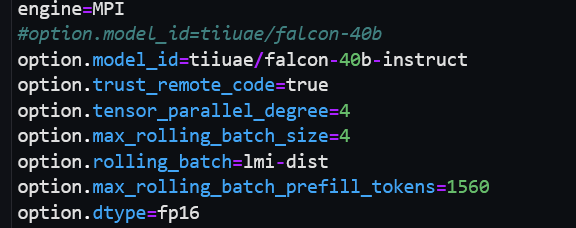 engine=MPI
#option.model_id=tiiuae/falcon-40b
option.model_id=tiiuae/falcon-40b-instruct
option.trust_remote_code=true
option.tensor_parallel_degree=4
option.max_rolling_batch_size=4
option.rolling_batch=lmi-dist
option.max_rolling_batch_prefill_tokens=1560
option.dtype=fp16